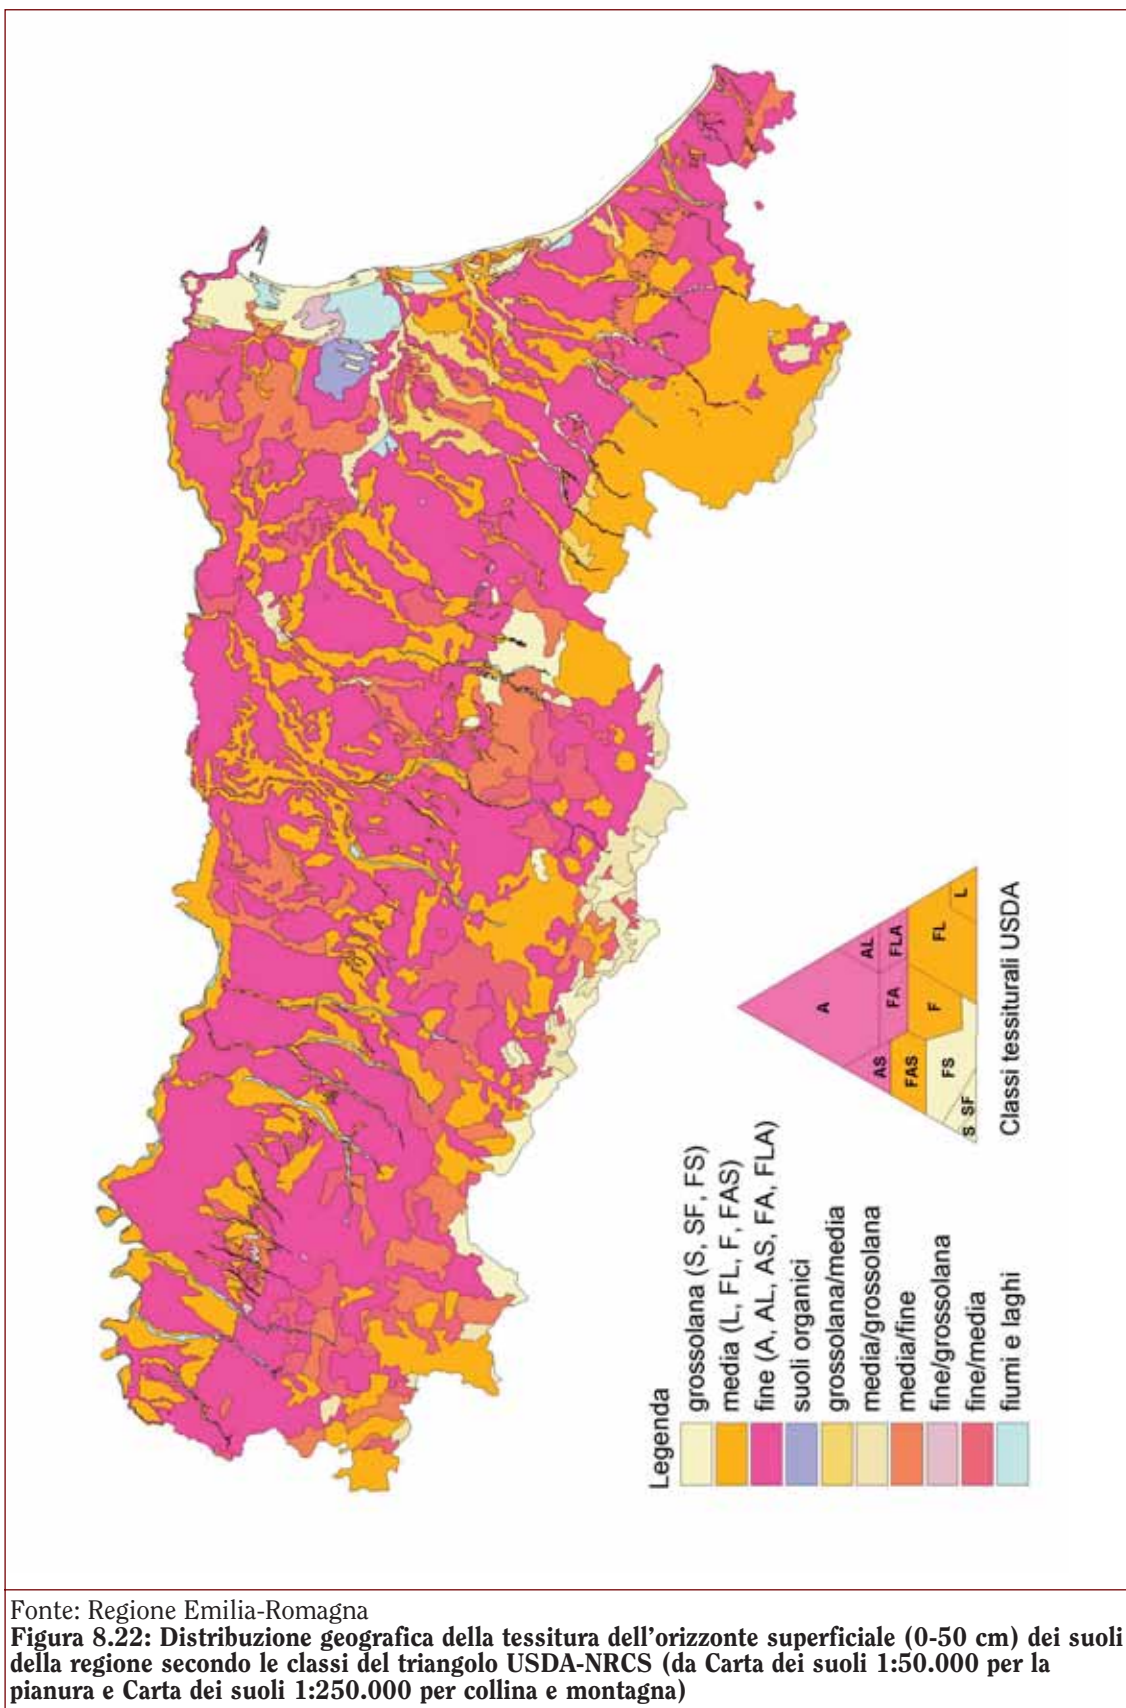 Legenda
grossolana (S, SF, FS)
media (L, FL, F, FAS)
fine (A, AL, AS, FA, FLA)
suoli organici
grossolana/media
media/grossolana
media/fine
fine/grossolana
fine/media
fiumi e laghi
A
AS
FA
AL
FLA
FAS
F
FL
FS
L
S
SF
Classi tessiturali USDA
Fonte: Regione Emilia-Romagna
Figura 8.22: Distribuzione geografica della tessitura dell'orizzonte superficiale (0-50 cm) dei suoli
della regione secondo le classi del triangolo USDA-NRCS (da Carta dei suoli 1:50.000 per la
pianura e Carta dei suoli 1:250.000 per collina e montagna)